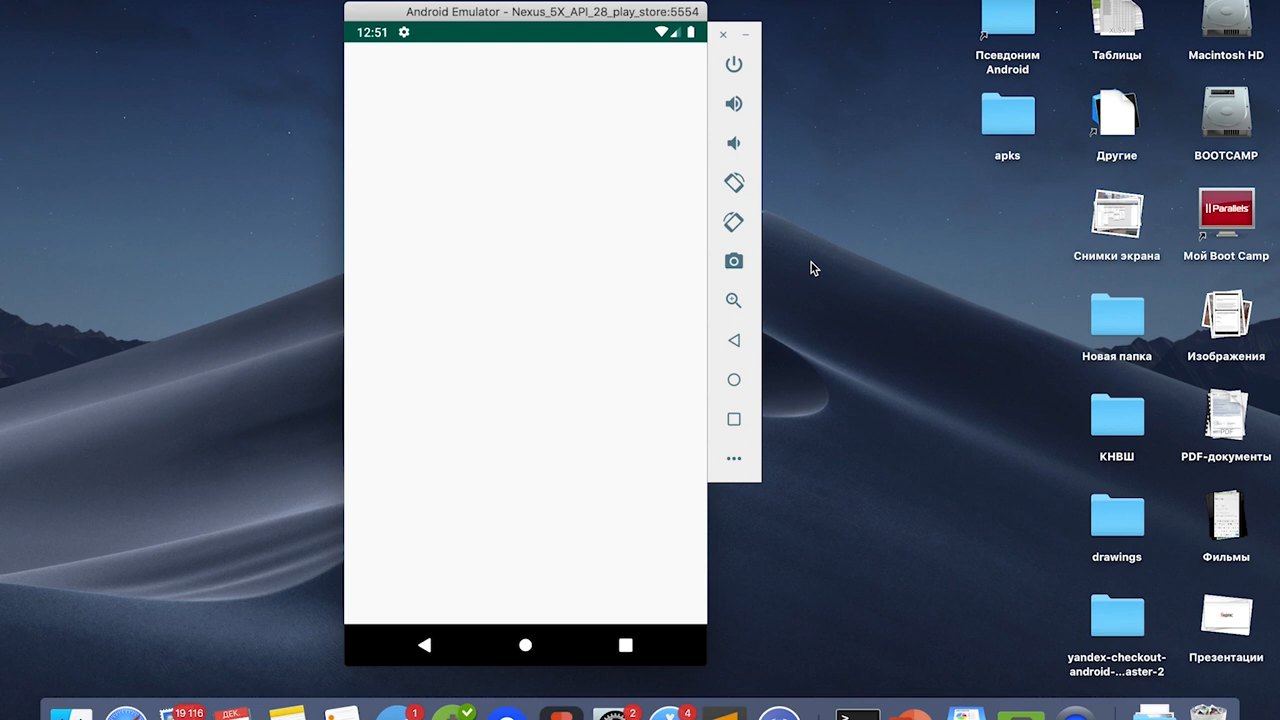 Android Emulator - Nexus_5X_API_28_play_store:5554
12:51
Псевдоним
Android
Таблицы
Macintosh HD
apks
Другие
BOOTCAMP
Parallels
Снимки экрана
Мой Boot Camp
Новая папка
Изображения
КНВШ
PDF-документы
drawings
Фильмы
yandex-checkout-
android-...aster-2
Презентации
19 116
ДЕК.
1
2
4